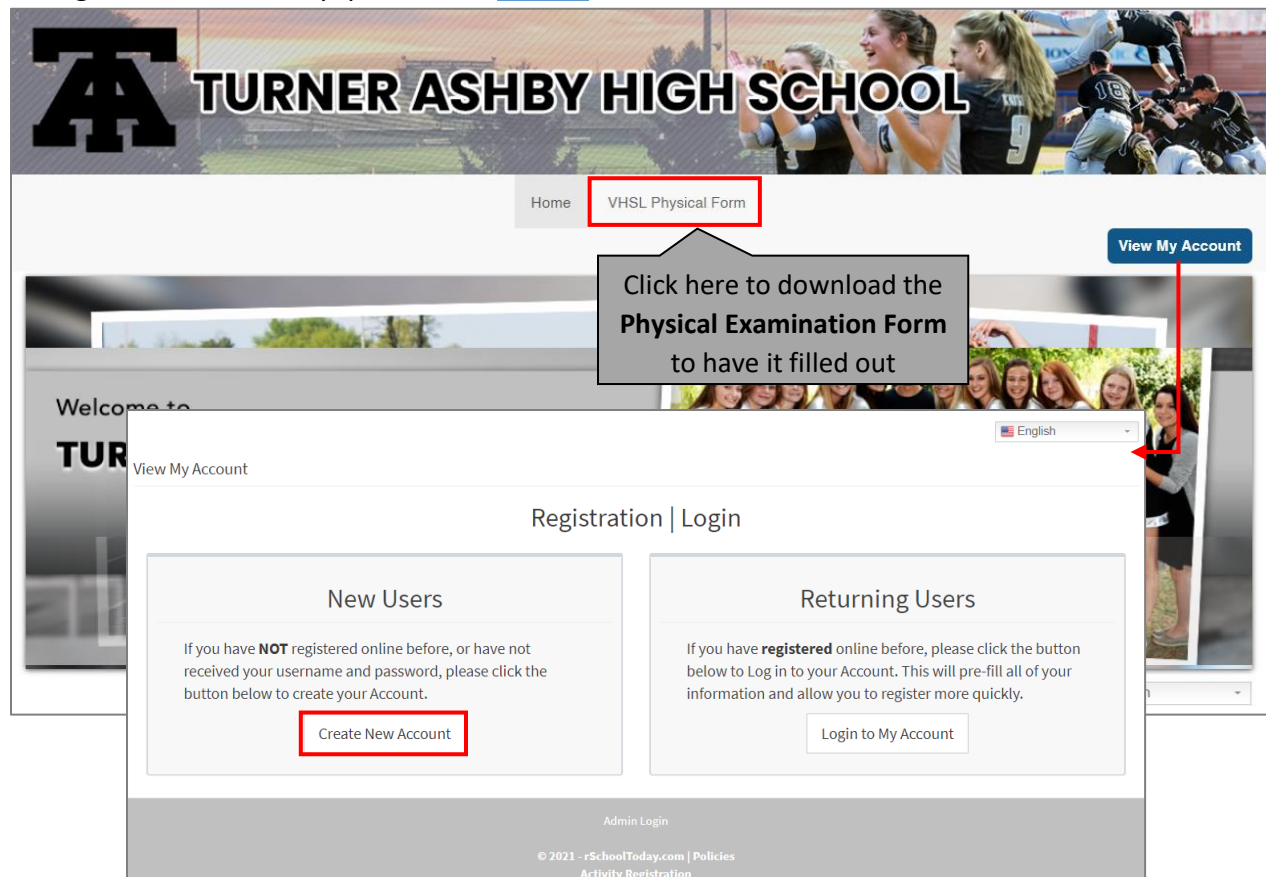 TA
TURNER ASHBY HIGH SCHOOL
Home
VHSL Physical Form
View My Account
Click here to download the
Physical Examination Form
to have it filled out
Welcome to
TUR
English
View My Account
Registration | Login
New Users
If you have NOT registered online before, or have not
received your username and password, please click the
button below to create your Account.
Create New Account
Returning Users
If you have registered online before, please click the button
below to Log in to your Account. This will pre-fill all of your
information and allow you to register more quickly.
Login to My Account
Admin Login
© 2021 - rSchoolToday.com | Policies
Activity Registration